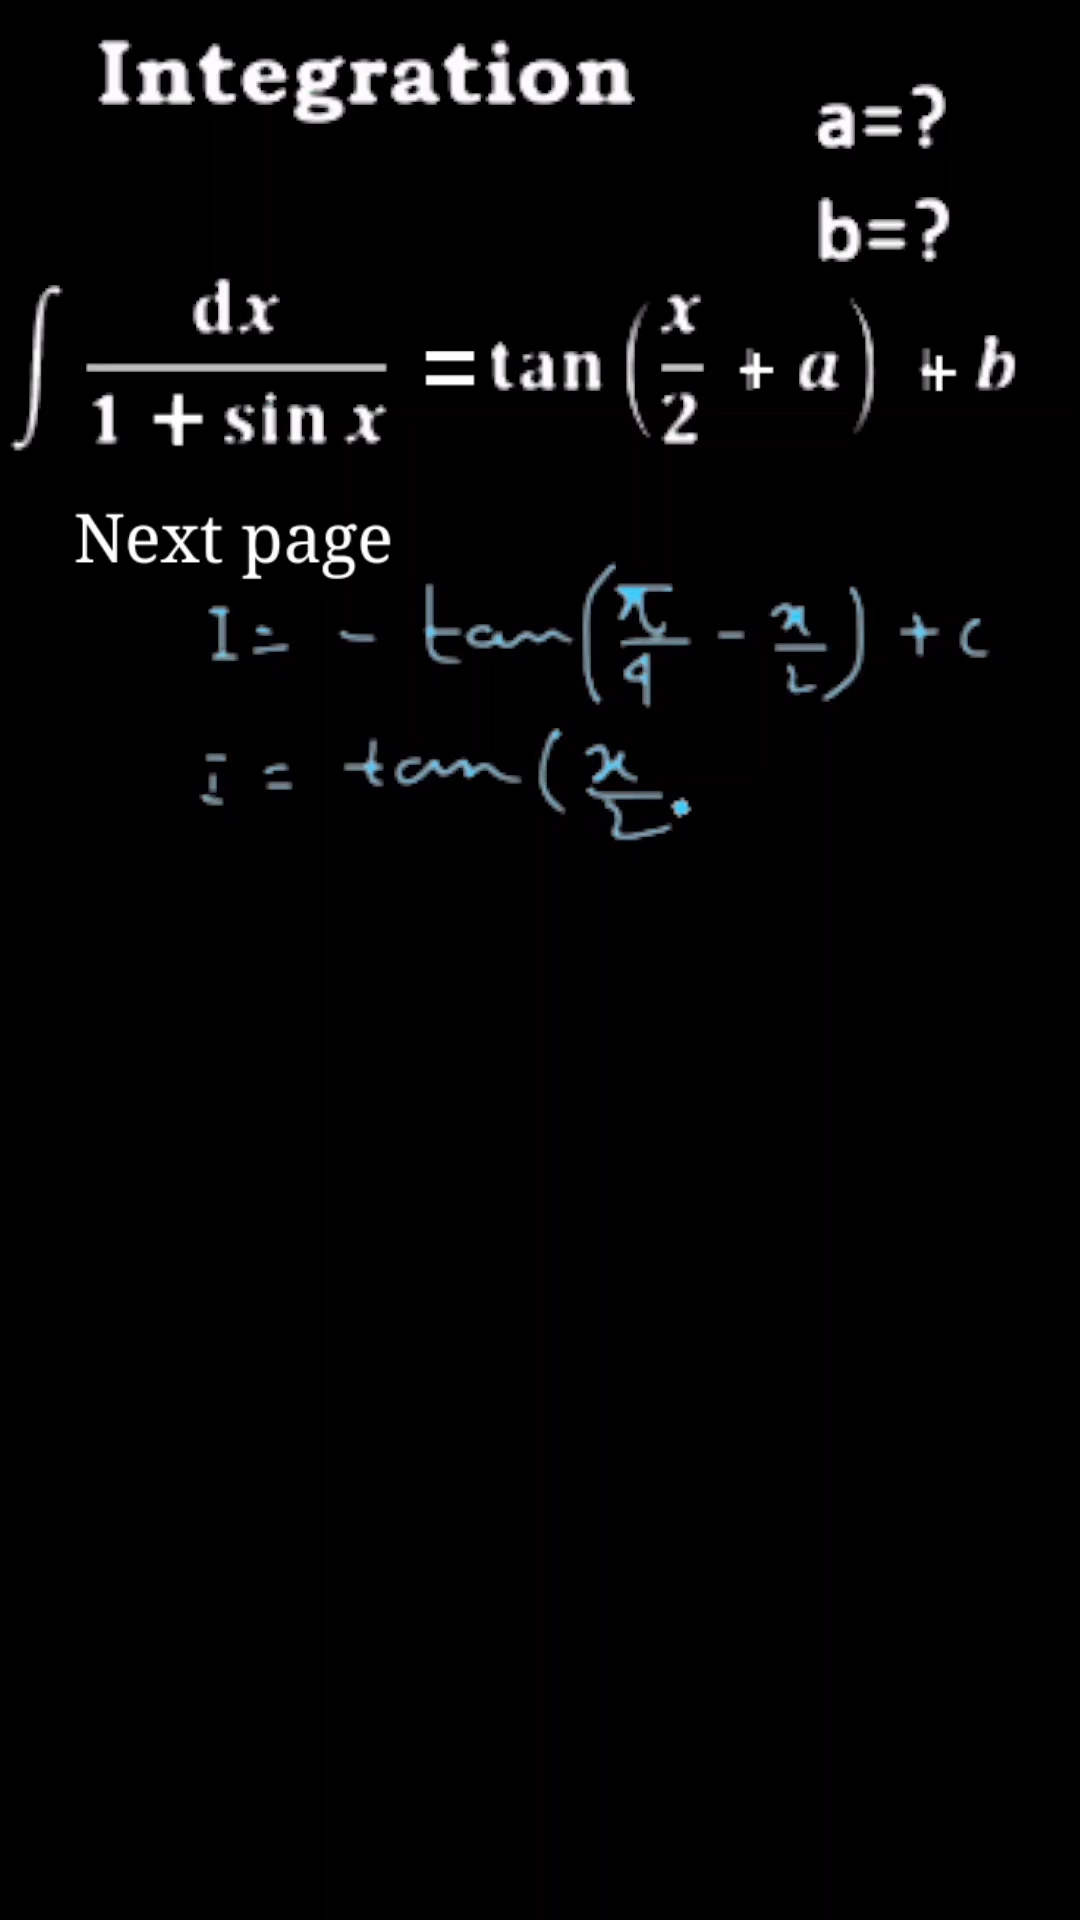 Integration
a=?
b=?
∫ dx / (1 + sin x) = tan (x/2 + a) + b
Next page
I = - tan (π/4 - x/2) + c
I = tan ( x/2